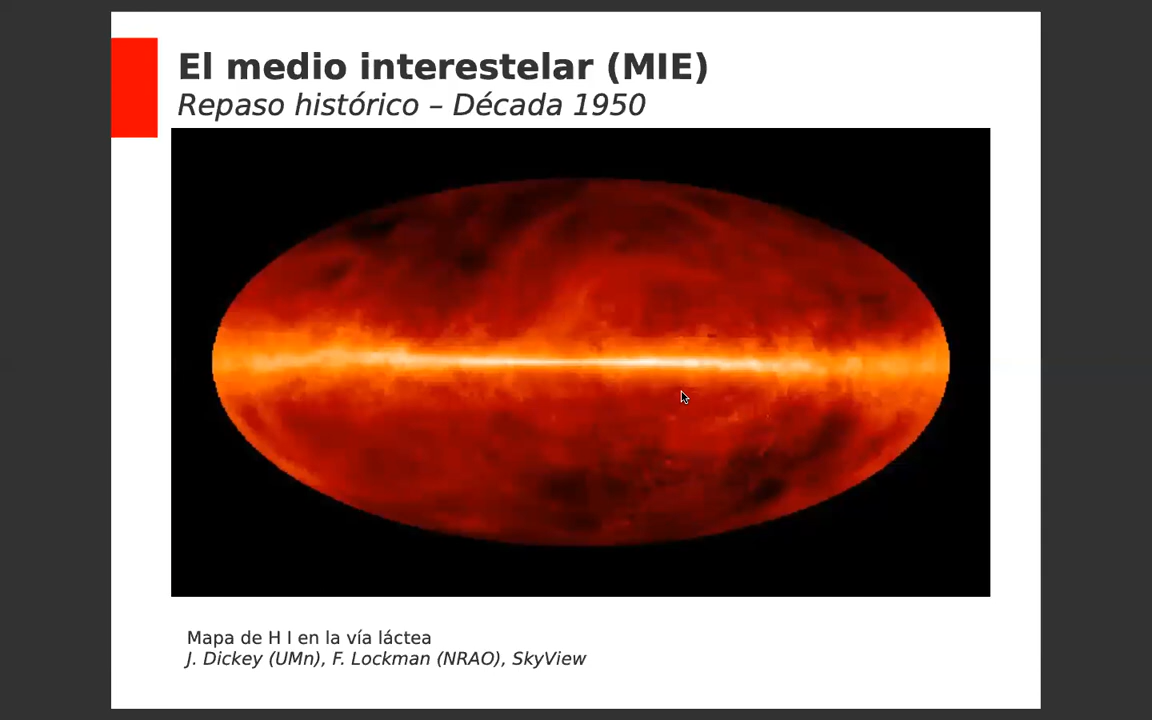 El medio interestelar (MIE)
Repaso histórico – Década 1950
Mapa de H I en la vía láctea
J. Dickey (UMn), F. Lockman (NRAO), SkyView